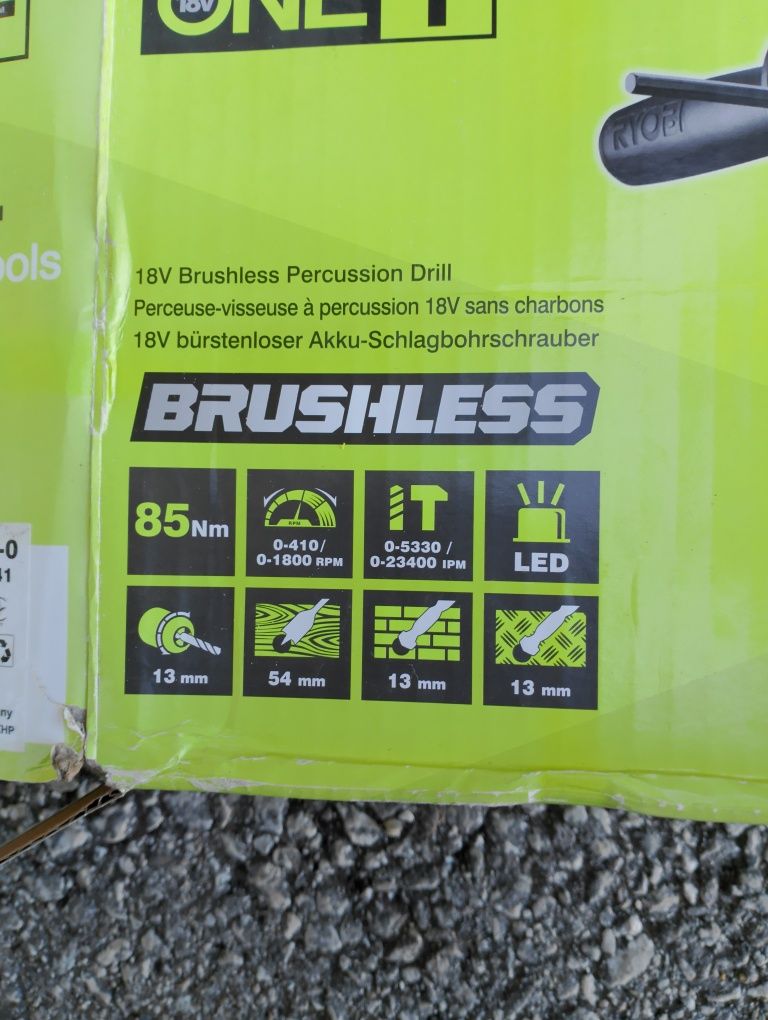 18V
ONE+
RYOBI
ools
18V Brushless Percussion Drill
Perceuse-visseuse à percussion 18V sans charbons
18V bürstenloser Akku-Schlagbohrschrauber
BRUSHLESS
85Nm
RPM
0-410/
0-1800 RPM
0-5330 /
0-23400 IPM
LED
13 mm
54 mm
13 mm
13 mm
-0
41
ny
HP